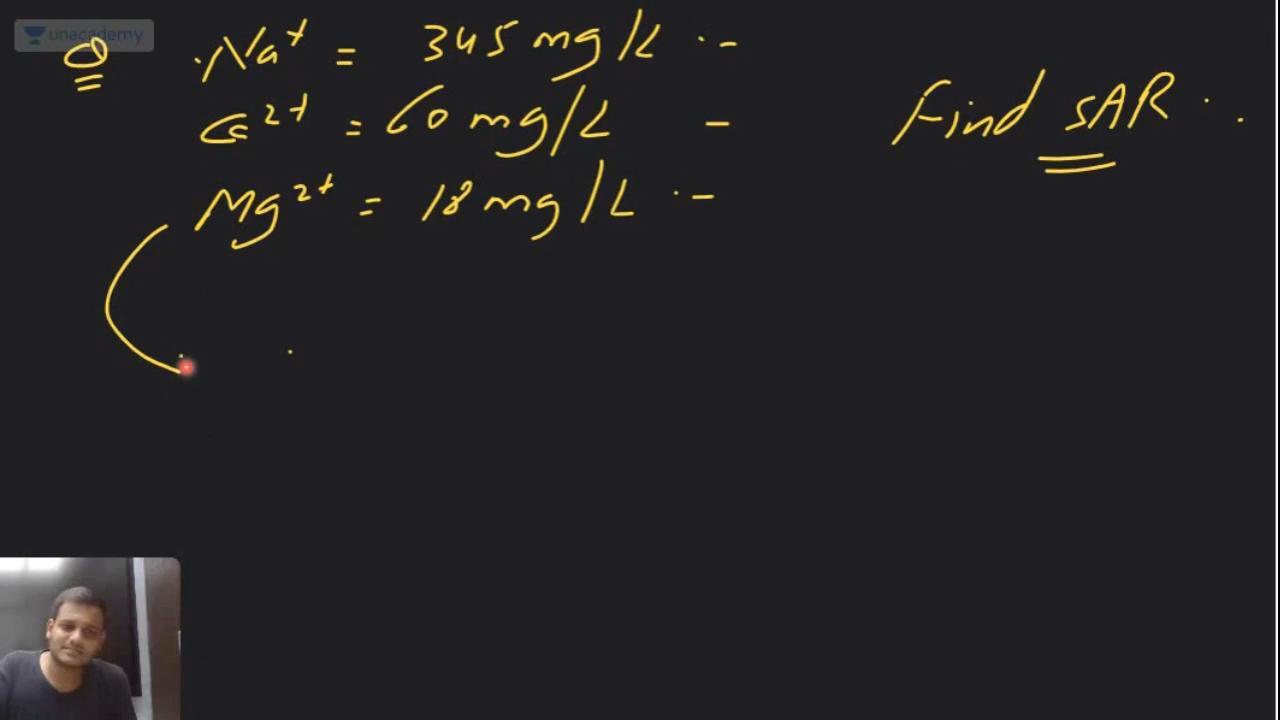 unacademy
Q Na⁺ = 345 mg/L -
Ca²⁺ = 60 mg/L -
Find SAR.
Mg²⁺ = 18 mg/L -